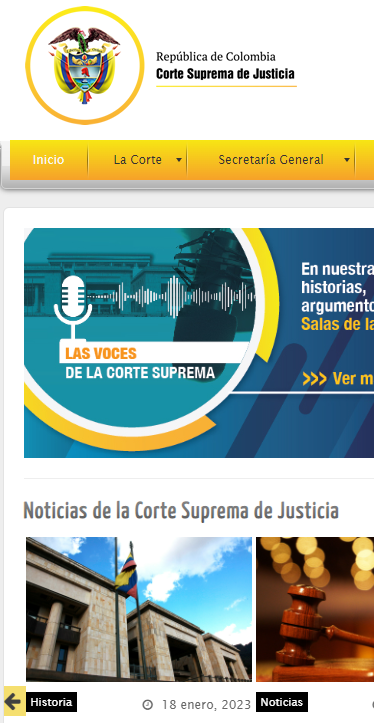 República de Colombia
Corte Suprema de Justicia
Inicio
La Corte
Secretaría General
En nuestra
historias,
LAS VOCES
DE LA CORTE SUPREMA
Salas de la
Ver m
Noticias de la Corte Suprema de Justicia
Historia
18 enero, 2023
Noticias